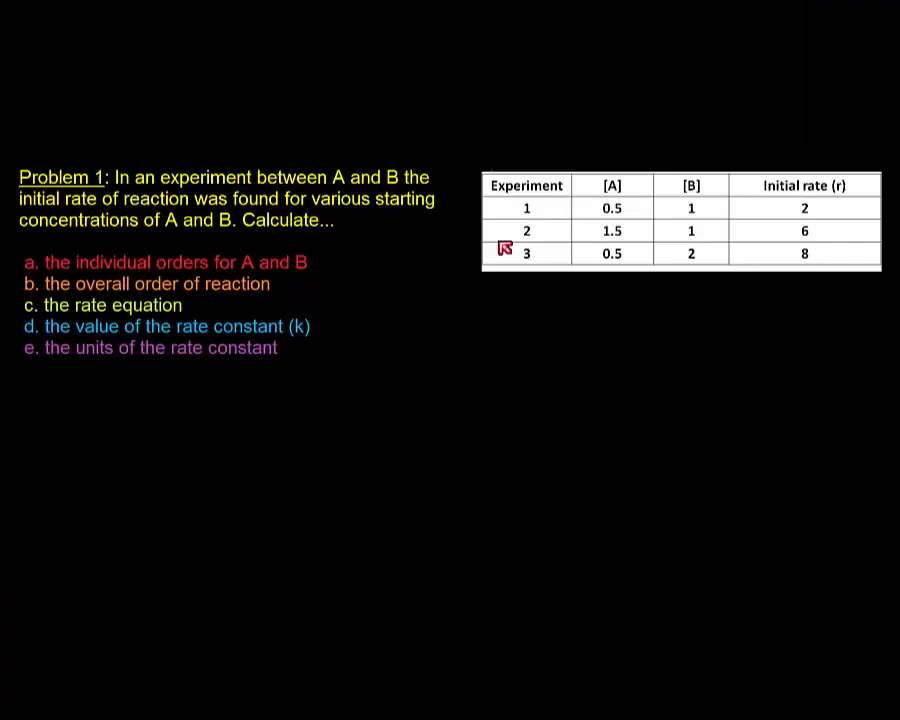 Problem 1: In an experiment between A and B the
initial rate of reaction was found for various starting
concentrations of A and B. Calculate...
a. the individual orders for A and B
b. the overall order of reaction
c. the rate equation
d. the value of the rate constant (k)
e. the units of the rate constant
Experiment [A] [B] Initial rate (r)
1 0.5 1 2
2 1.5 1 6
3 0.5 2 8